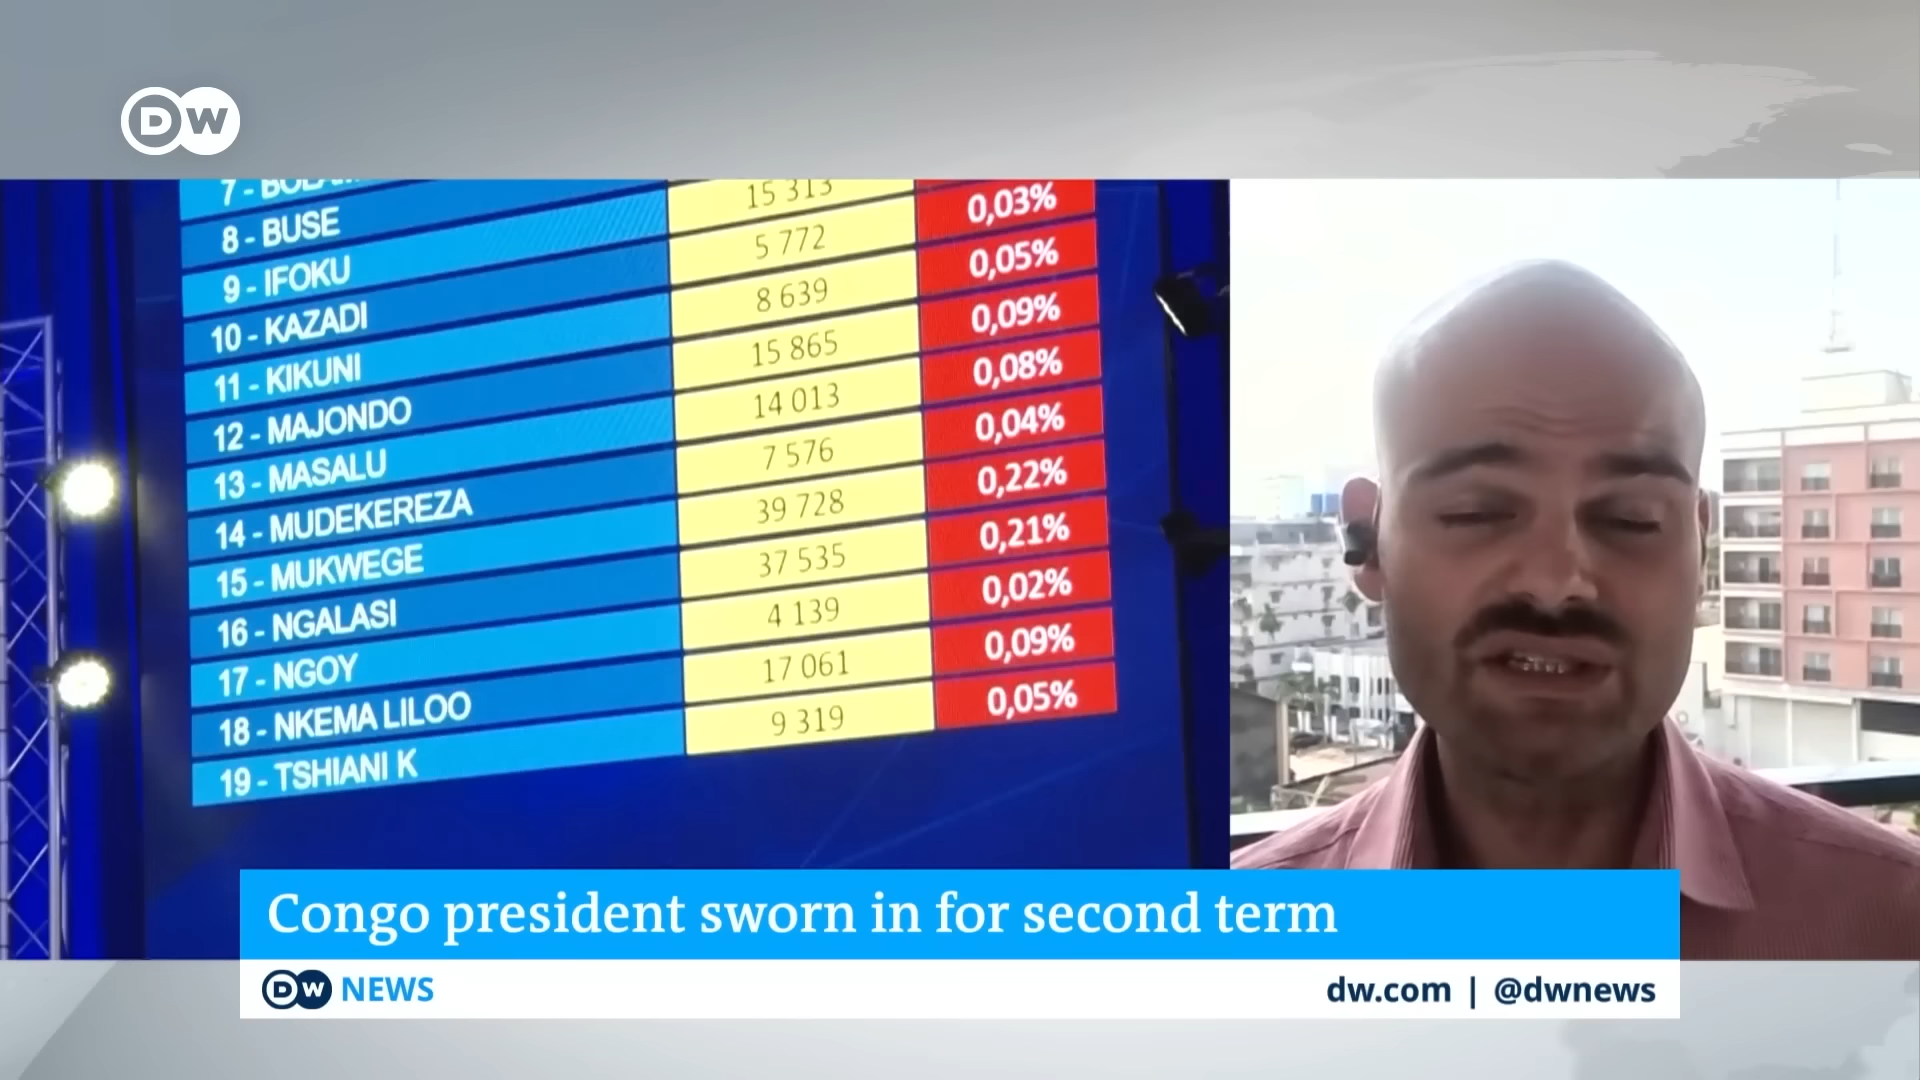 DW
7 -
8 - BUSE
9 - IFOKU 15 313
10 - KAZADI 5 772 0,03%
11 - KIKUNI 8 639 0,05%
12 - MAJONDO 15 865 0,09%
13 - MASALU 14 013 0,08%
14 - MUDEKEREZA 7 576 0,04%
15 - MUKWEGE 39 728 0,22%
16 - NGALASI 37 535 0,21%
17 - NGOY 4 139 0,02%
18 - NKEMA LILOO 17 061 0,09%
19 - TSHIANI K 9 319 0,05%
Congo president sworn in for second term
DW NEWS dw.com | @dwnews